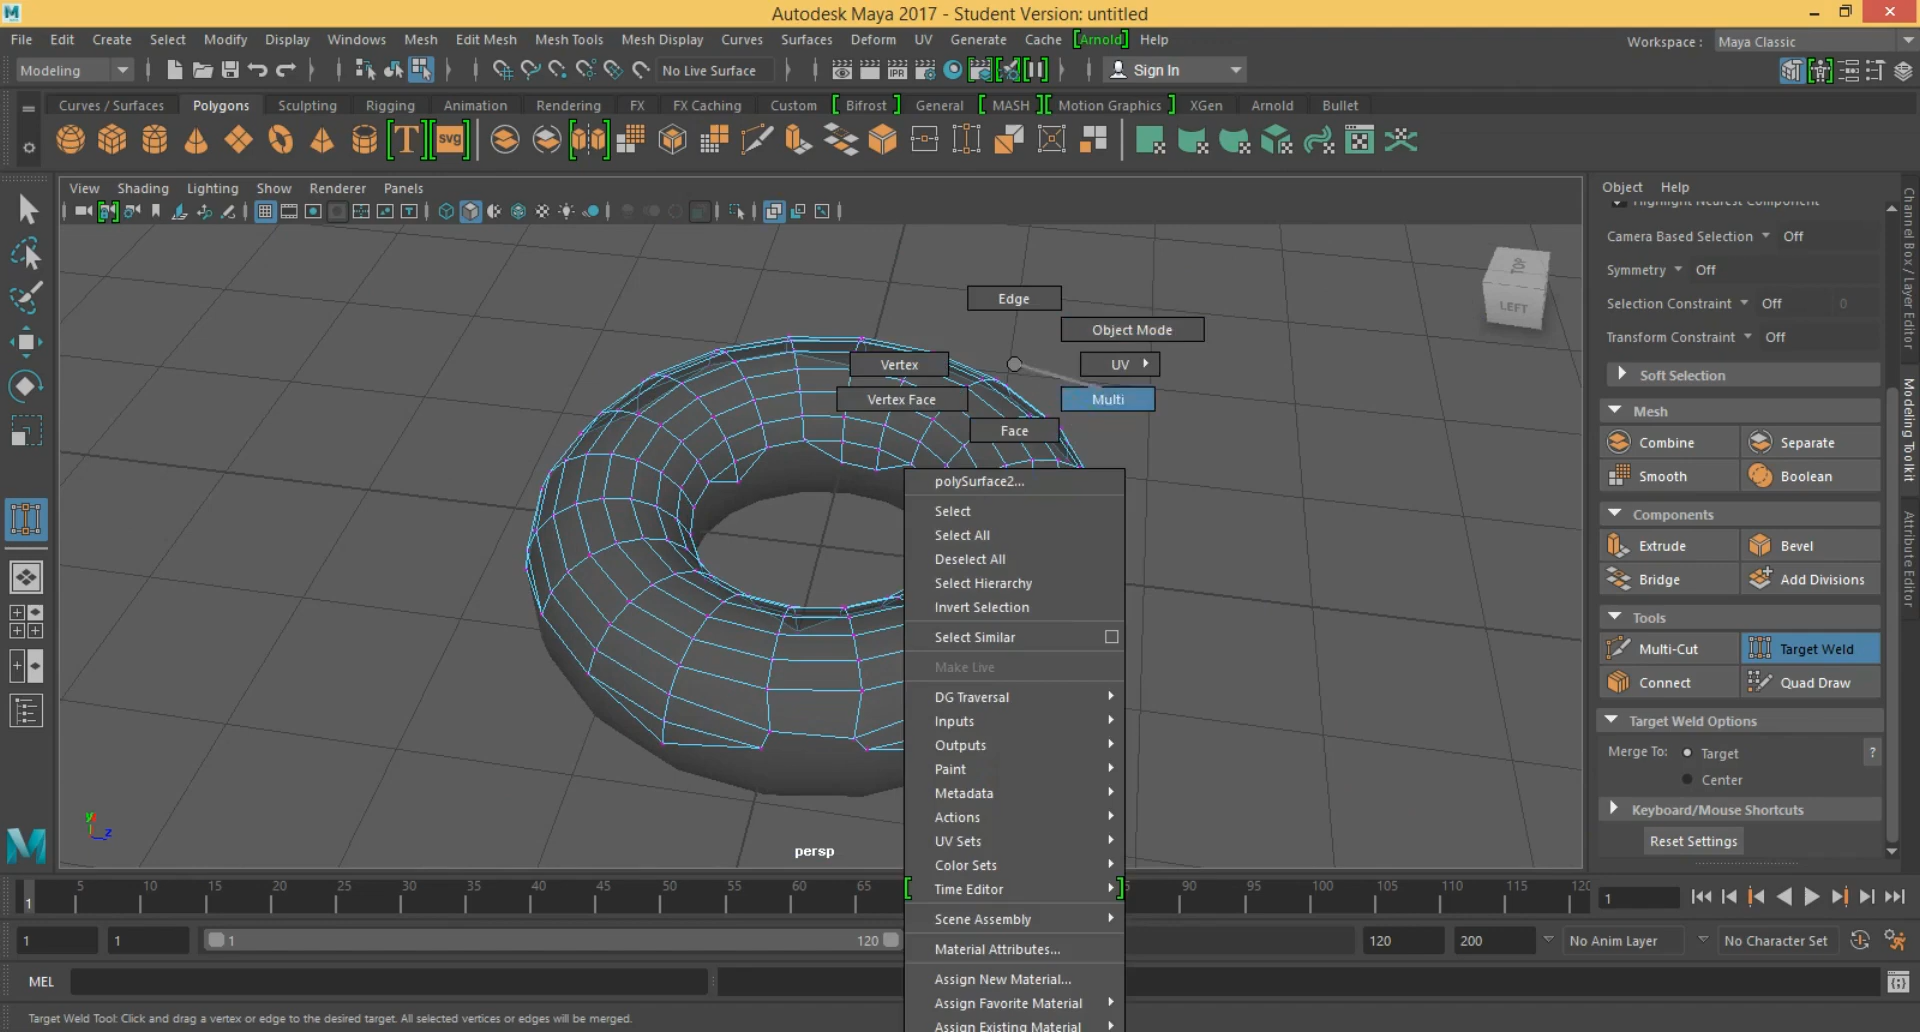 Autodesk Maya 2017 - Student Version: untitled
File Edit Create Select Modify Display Windows Mesh Edit Mesh Mesh Tools Mesh Display Curves Surfaces Deform UV Generate Cache [Arnold] Help
Workspace : Maya Classic
Modeling
No Live Surface
IPR
Sign In
Curves / Surfaces Polygons Sculpting Rigging Animation Rendering FX FX Caching Custom [ Bifrost ] General [ MASH ][ Motion Graphics ] XGen Arnold Bullet
T svg
View Shading Lighting Show Renderer Panels
TOP
LEFT
Edge
Object Mode
Vertex
UV
Vertex Face
Multi
Face
polySurface2...
Select
Select All
Deselect All
Select Hierarchy
Invert Selection
Select Similar
Make Live
DG Traversal
Inputs
Outputs
Paint
Metadata
Actions
UV Sets
Color Sets
Time Editor
Scene Assembly
Material Attributes...
Assign New Material...
Assign Favorite Material
Assign Existing Material
y
z
persp
Object Help
Highlight Nearest Component
Camera Based Selection Off
Symmetry Off
Selection Constraint Off 0
Transform Constraint Off
Soft Selection
Mesh
Combine Separate
Smooth Boolean
Components
Extrude Bevel
Bridge Add Divisions
Tools
Multi-Cut Target Weld
Connect Quad Draw
Target Weld Options
Merge To: Target ?
Center
Keyboard/Mouse Shortcuts
Reset Settings
Channel Box / Layer Editor
Modeling Toolkit
Attribute Editor
1 5 10 15 20 25 30 35 40 45 50 55 60 65 85 90 95 100 105 110 115 120
1
1 1 1 120 120 200 No Anim Layer No Character Set
MEL
Target Weld Tool: Click and drag a vertex or edge to the desired target. All selected vertices or edges will be merged.